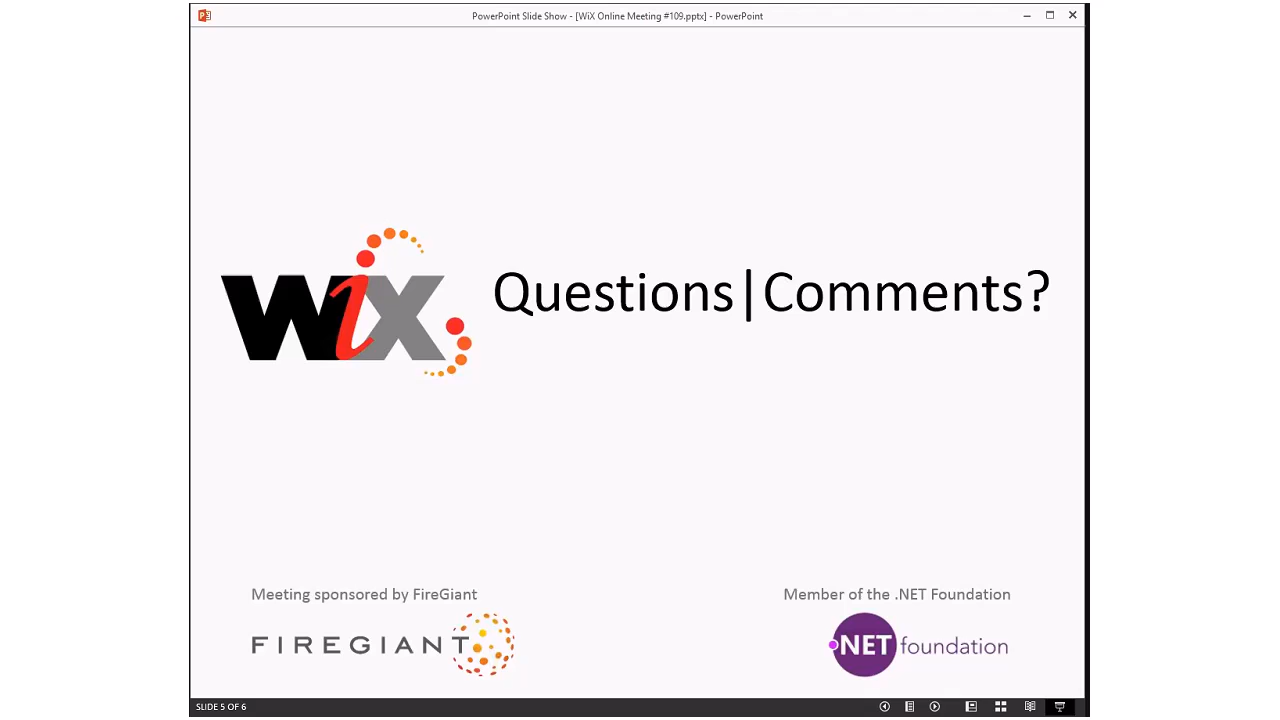 PowerPoint Slide Show - [WiX Online Meeting #109.pptx] - PowerPoint
WiX
Questions|Comments?
Meeting sponsored by FireGiant
Member of the .NET Foundation
FIREGIANT
.NET foundation
SLIDE 5 OF 6